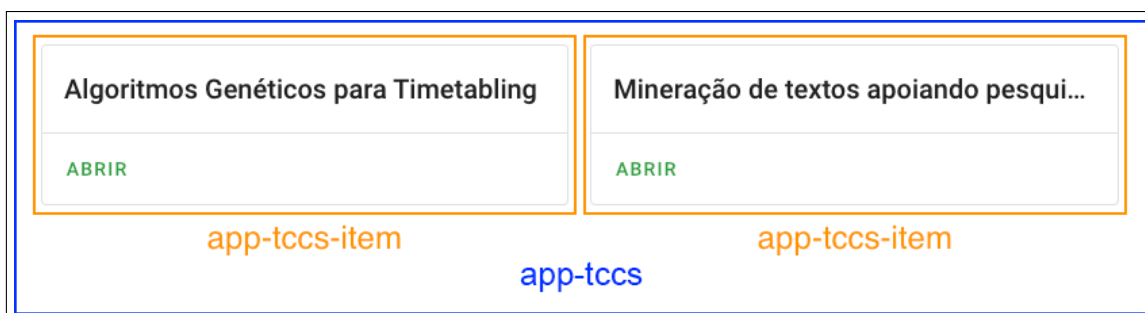 Algoritmos Genéticos para Timetabling
ABRIR
app-tccs-item
Mineração de textos apoiando pesqui...
ABRIR
app-tccs-item
app-tccs